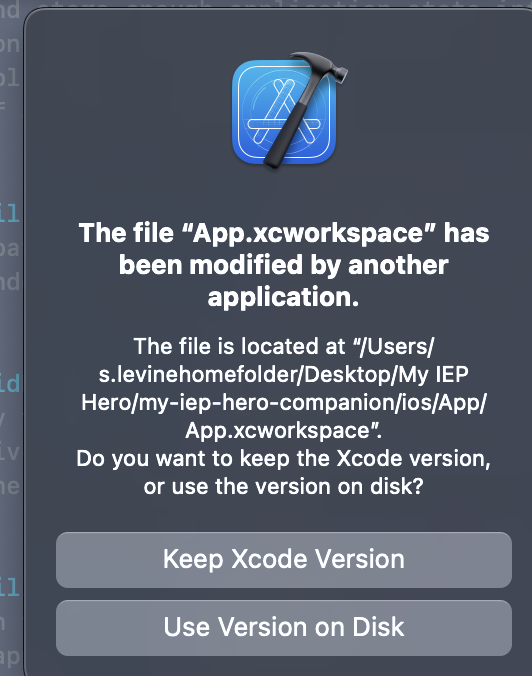 The file “App.xcworkspace” has
been modified by another
application.
The file is located at “/Users/
s.levinehomefolder/Desktop/My IEP
Hero/my-iep-hero-companion/ios/App/
App.xcworkspace”.
Do you want to keep the Xcode version,
or use the version on disk?
Keep Xcode Version
Use Version on Disk